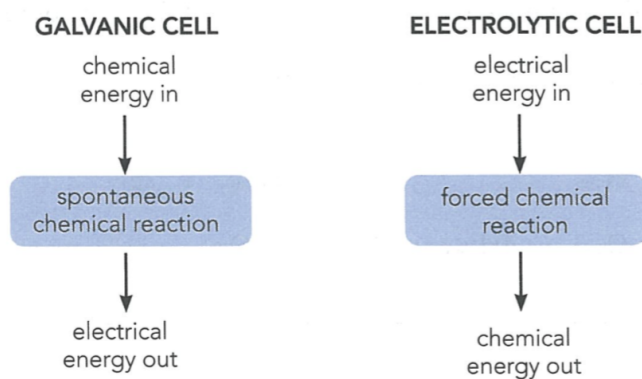 GALVANIC CELL
chemical
energy in
spontaneous
chemical reaction
electrical
energy out
ELECTROLYTIC CELL
electrical
energy in
forced chemical
reaction
chemical
energy out